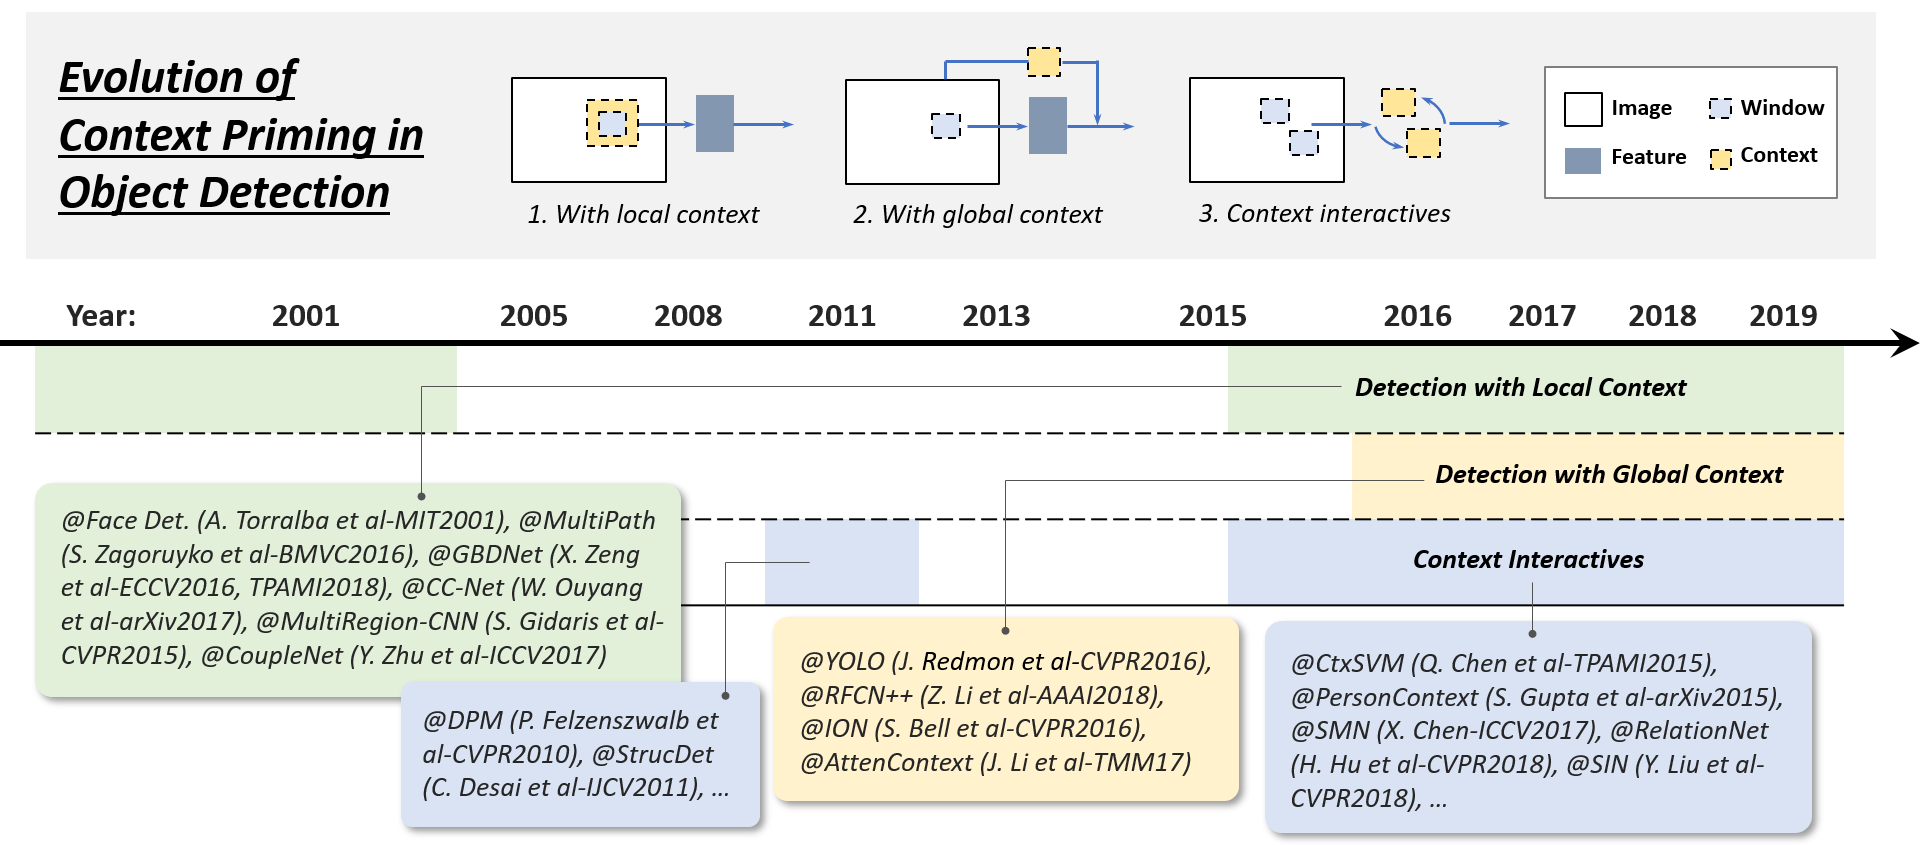 Evolution of
Context Priming in
Object Detection
1. With local context
2. With global context
3. Context interactives
Image
Window
Feature
Context
Year:
2001
2005
2008
2011
2013
2015
2016
2017
2018
2019
Detection with Local Context
Detection with Global Context
Context Interactives
@Face Det. (A. Torralba et al-MIT2001), @MultiPath
(S. Zagoruyko et al-BMVC2016), @GBDNet (X. Zeng
et al-ECCV2016, TPAMI2018), @CC-Net (W. Ouyang
et al-arXiv2017), @MultiRegion-CNN (S. Gidaris et al-
CVPR2015), @CoupleNet (Y. Zhu et al-ICCV2017)
@DPM (P. Felzenszwalb et
al-CVPR2010), @StrucDet
(C. Desai et al-IJCV2011), …
@YOLO (J. Redmon et al-CVPR2016),
@RFCN++ (Z. Li et al-AAAI2018),
@ION (S. Bell et al-CVPR2016),
@AttenContext (J. Li et al-TMM17)
@CtxSVM (Q. Chen et al-TPAMI2015),
@PersonContext (S. Gupta et al-arXiv2015),
@SMN (X. Chen-ICCV2017), @RelationNet
(H. Hu et al-CVPR2018), @SIN (Y. Liu et al-
CVPR2018), …